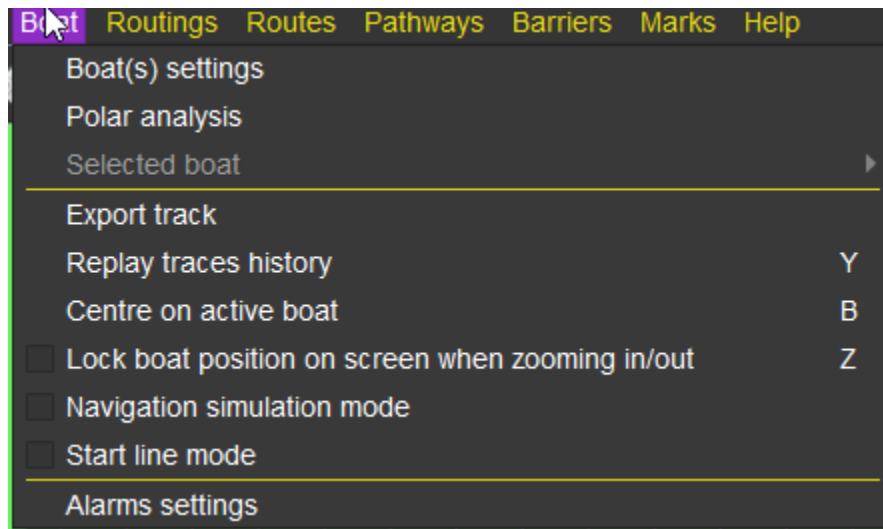 Boat Routings Routes Pathways Barriers Marks Help
Boat(s) settings
Polar analysis
Selected boat
Export track
Replay traces history Y
Centre on active boat B
Lock boat position on screen when zooming in/out Z
Navigation simulation mode
Start line mode
Alarms settings